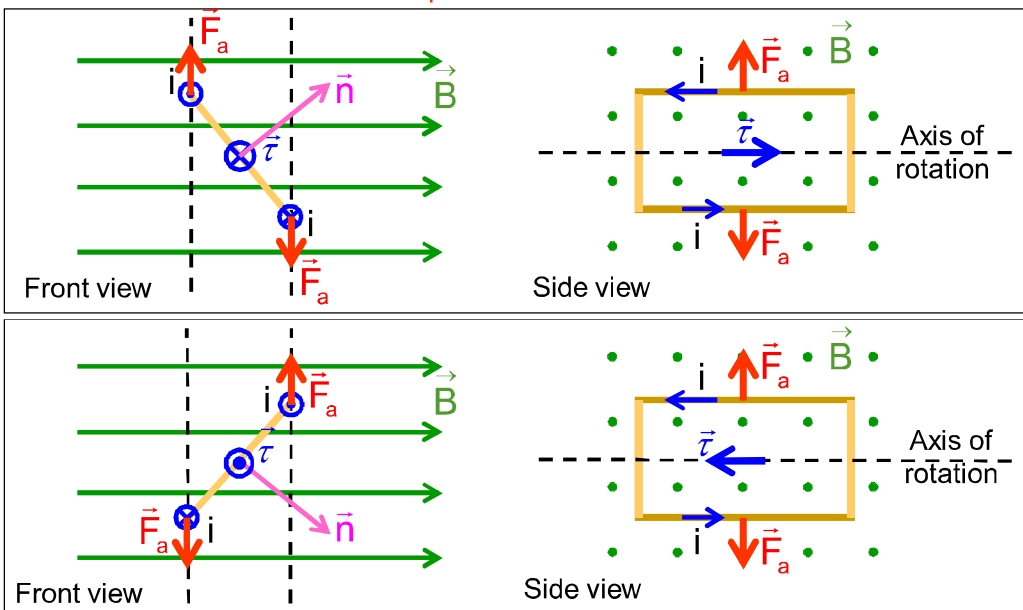 F⃗a
i
B⃗
n⃗
τ⃗
i
F⃗a
Front view
B⃗
i
F⃗a
τ⃗
Axis of
rotation
i
F⃗a
Side view
i
F⃗a
B⃗
τ⃗
F⃗a
i
n⃗
Front view
B⃗
i
F⃗a
τ⃗
Axis of
rotation
i
F⃗a
Side view